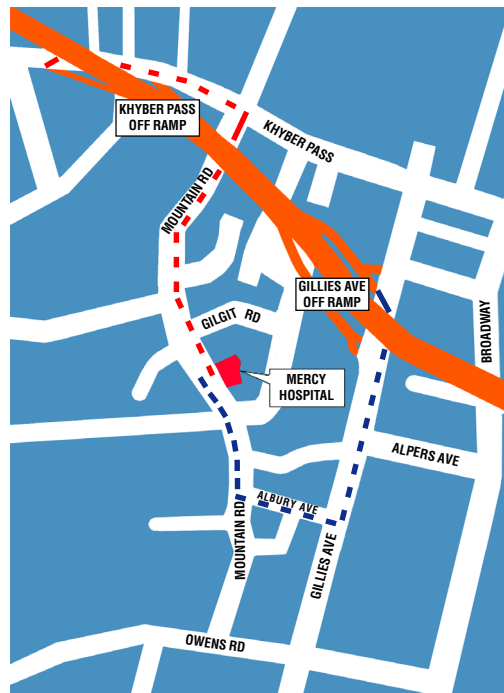 KHYBER PASS
OFF RAMP
KHYBER PASS
MOUNTAIN RD
GILLIES AVE
OFF RAMP
GILGIT RD
BROADWAY
MERCY
HOSPITAL
ALPERS AVE
ALBURY AVE
MOUNTAIN RD
GILLIES AVE
OWENS RD